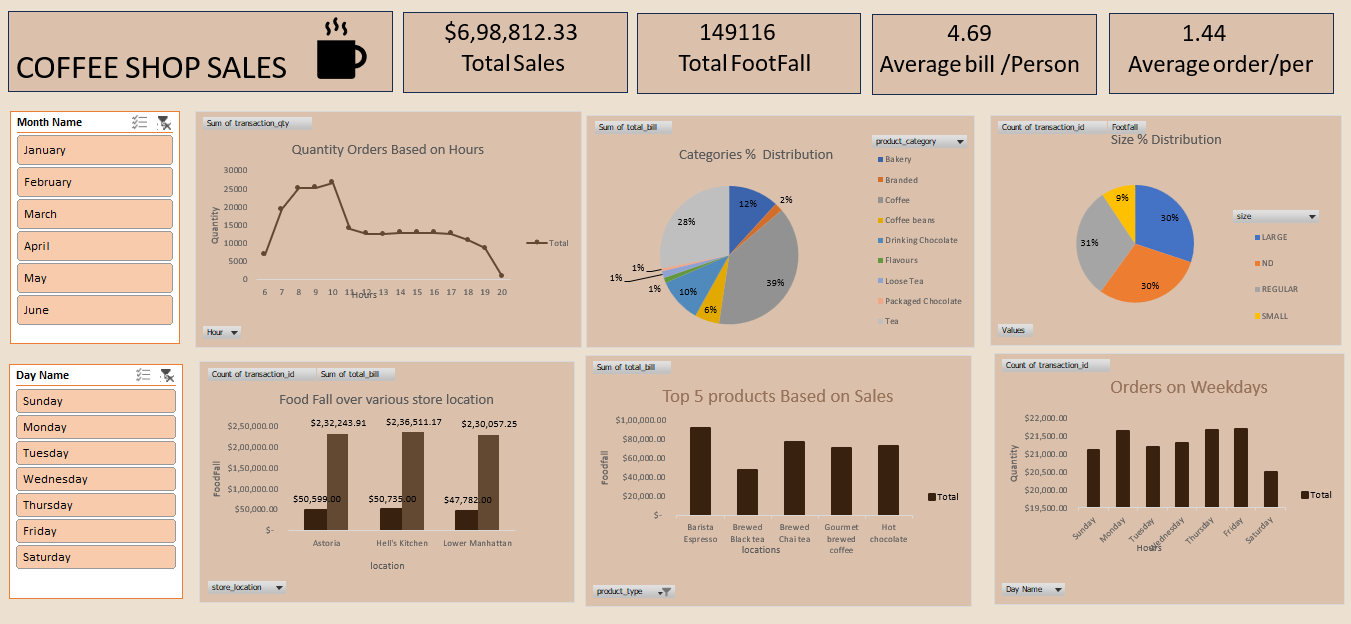 COFFEE SHOP SALES
$6,98,812.33
Total Sales
149116
Total FootFall
4.69
Average bill /Person
1.44
Average order/per
Month Name
January
February
March
April
May
June
Day Name
Sunday
Monday
Tuesday
Wednesday
Thursday
Friday
Saturday
Sum of transaction_qty
Quantity Orders Based on Hours
30000
25000
20000
15000
10000
5000
0
Quantity
6 7 8 9 10 11 12 13 14 15 16 17 18 19 20
Hours
Total
Hour
Sum of total_bill
Categories % Distribution
12%
2%
39%
6%
10%
1%
1%
1%
28%
product_category
Bakery
Branded
Coffee
Coffee beans
Drinking Chocolate
Flavours
Loose Tea
Packaged Chocolate
Tea
Count of transaction_id Footfall
Size % Distribution
30%
30%
31%
9%
size
LARGE
ND
REGULAR
SMALL
Values
Count of transaction_id Sum of total_bill
Food Fall over various store location
$2,50,000.00
$2,00,000.00
$1,50,000.00
$1,00,000.00
$50,000.00
$-
FoodFall
$2,32,243.91 $2,36,511.17 $2,30,057.25
$50,599.00 $50,735.00 $47,782.00
Astoria Hell's Kitchen Lower Manhattan
location
store_location
Sum of total_bill
Top 5 products Based on Sales
$1,00,000.00
$80,000.00
$60,000.00
$40,000.00
$20,000.00
$-
Foodfall
Barista Espresso
Brewed Black tea
Brewed Chai tea
Gourmet brewed coffee
Hot chocolate
locations
Total
product_type
Count of transaction_id
Orders on Weekdays
$22,000.00
$21,500.00
$21,000.00
$20,500.00
$20,000.00
$19,500.00
Quantity
Sunday Monday Tuesday Wednesday Thursday Friday Saturday
Hours
Total
Day Name